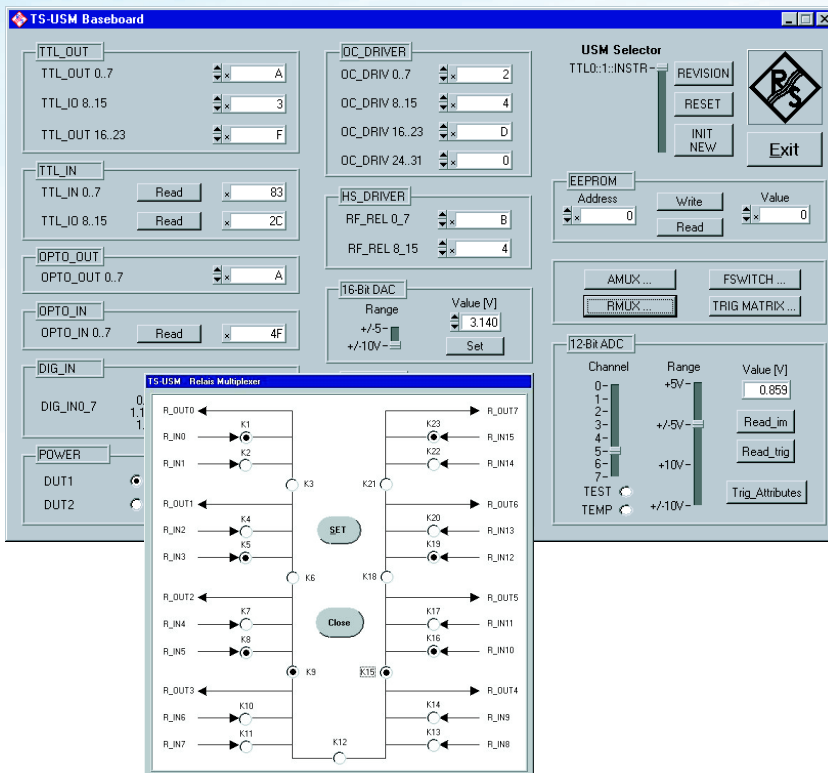 TS-USM Baseboard
TTL_OUT
TTL_OUT 0..7 x A
TTL_IO 8..15 x 3
TTL_OUT 16..23 x F
TTL_IN
TTL_IN 0..7 Read x 83
TTL_IO 8..15 Read x 2C
OPTO_OUT
OPTO_OUT 0..7 x A
OPTO_IN
OPTO_IN 0..7 Read x 4F
DIG_IN
DIG_IN0_7
POWER
DUT1
DUT2
OC_DRIVER
OC_DRIV 0..7 x 2
OC_DRIV 8..15 x 4
OC_DRIV 16..23 x D
OC_DRIV 24..31 x 0
HS_DRIVER
RF_REL 0_7 x B
RF_REL 8_15 x 4
16-Bit DAC
Range Value [V]
+/-5 3.140
+/-10V Set
USM Selector
TTL0::1::INSTR
REVISION
RESET
INIT NEW
R S
Exit
EEPROM
Address Write Value
x 0 Read x 0
AMUX ... FSWITCH ...
RMUX ... TRIG MATRIX ...
12-Bit ADC
Channel Range Value [V]
0 +5V 0.859
1
2
3 +/-5V Read_im
4
5 +10V Read_trig
6
7
TEST Trig_Attributes
TEMP +/-10V
TS-USM Relais Multiplexer
R_OUT0 R_OUT7
K1 K23
R_IN0 R_IN15
K2 K22
R_IN1 R_IN14
K3 K21
R_OUT1 R_OUT6
K4 SET K20
R_IN2 R_IN13
K5 K19
R_IN3 R_IN12
K6 K18
R_OUT2 R_OUT5
K7 Close K17
R_IN4 R_IN11
K8 K16
R_IN5 R_IN10
K9 K15
R_OUT3 R_OUT4
K10 K14
R_IN6 R_IN9
K11 K13
R_IN7 R_IN8
K12